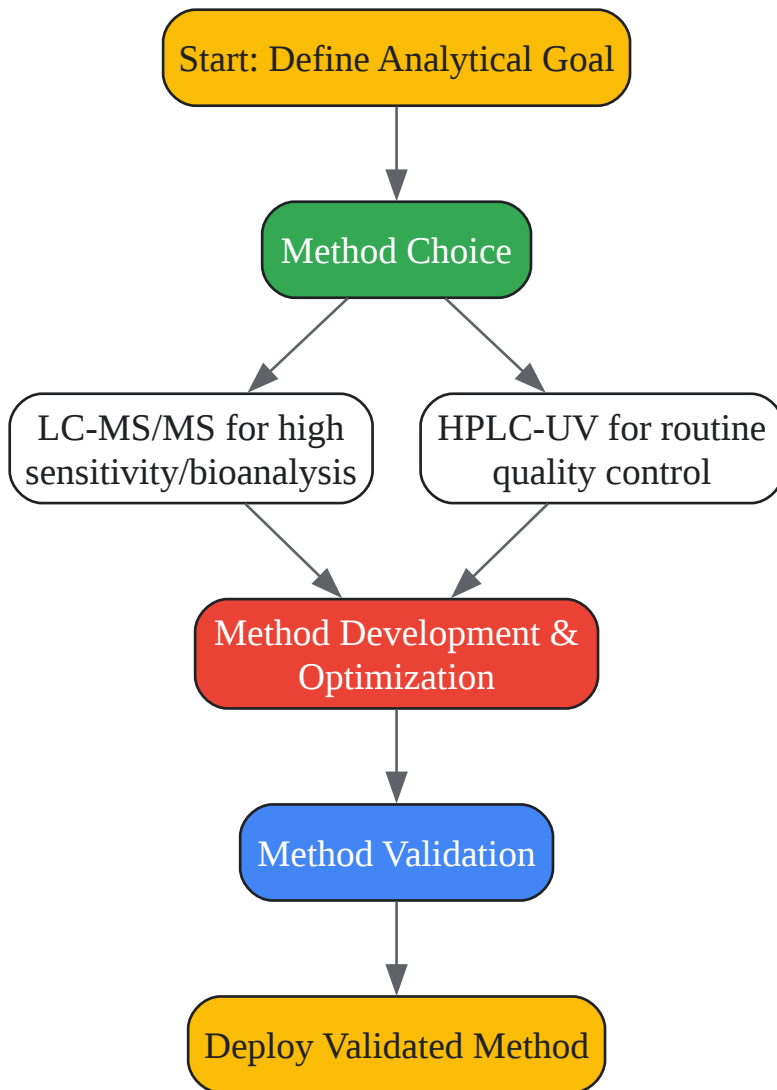 Start: Define Analytical Goal
Method Choice
LC-MS/MS for high
sensitivity/bioanalysis
HPLC-UV for routine
quality control
Method Development &
Optimization
Method Validation
Deploy Validated Method